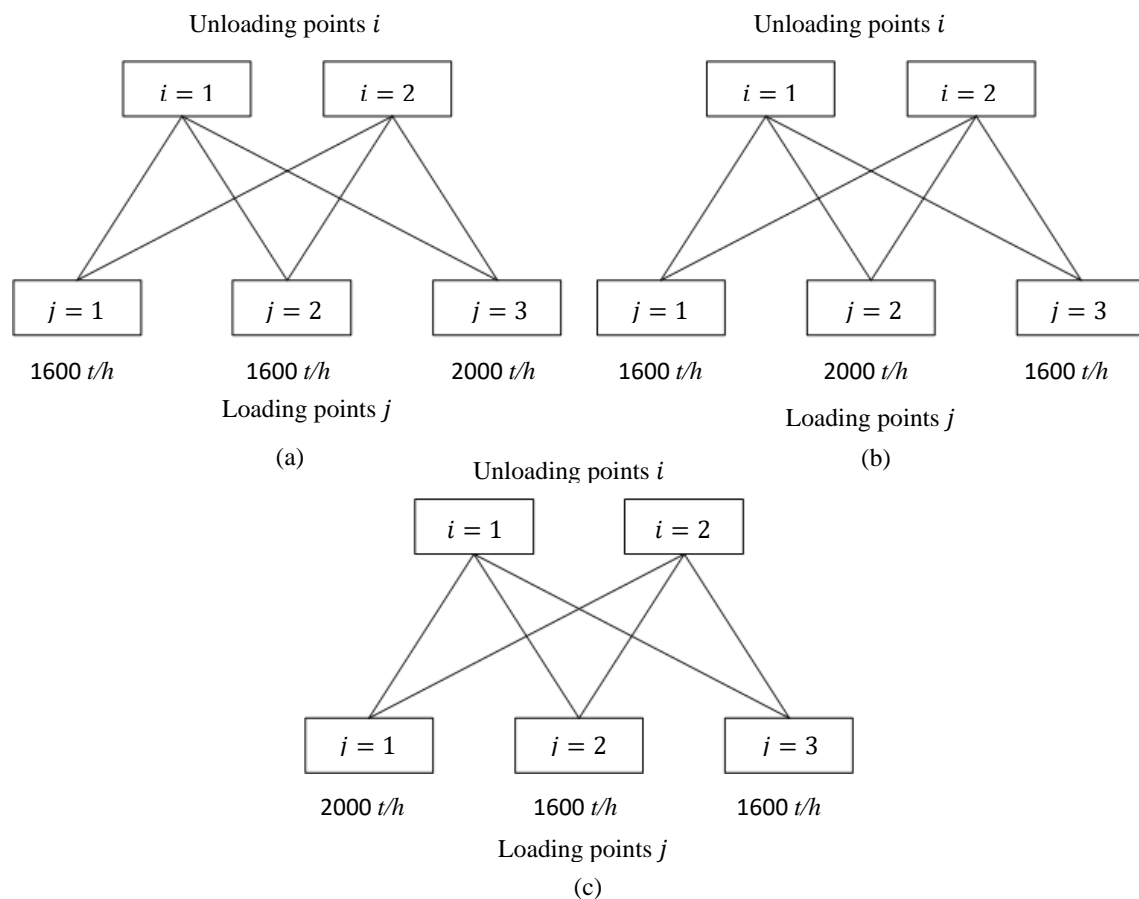 Unloading points i
i = 1 i = 2
j = 1 j = 2 j = 3
1600 t/h 1600 t/h 2000 t/h
Loading points j
(a)
Unloading points i
i = 1 i = 2
j = 1 j = 2 j = 3
1600 t/h 2000 t/h 1600 t/h
Loading points j
(b)
Unloading points i
i = 1 i = 2
j = 1 j = 2 j = 3
2000 t/h 1600 t/h 1600 t/h
Loading points j
(c)